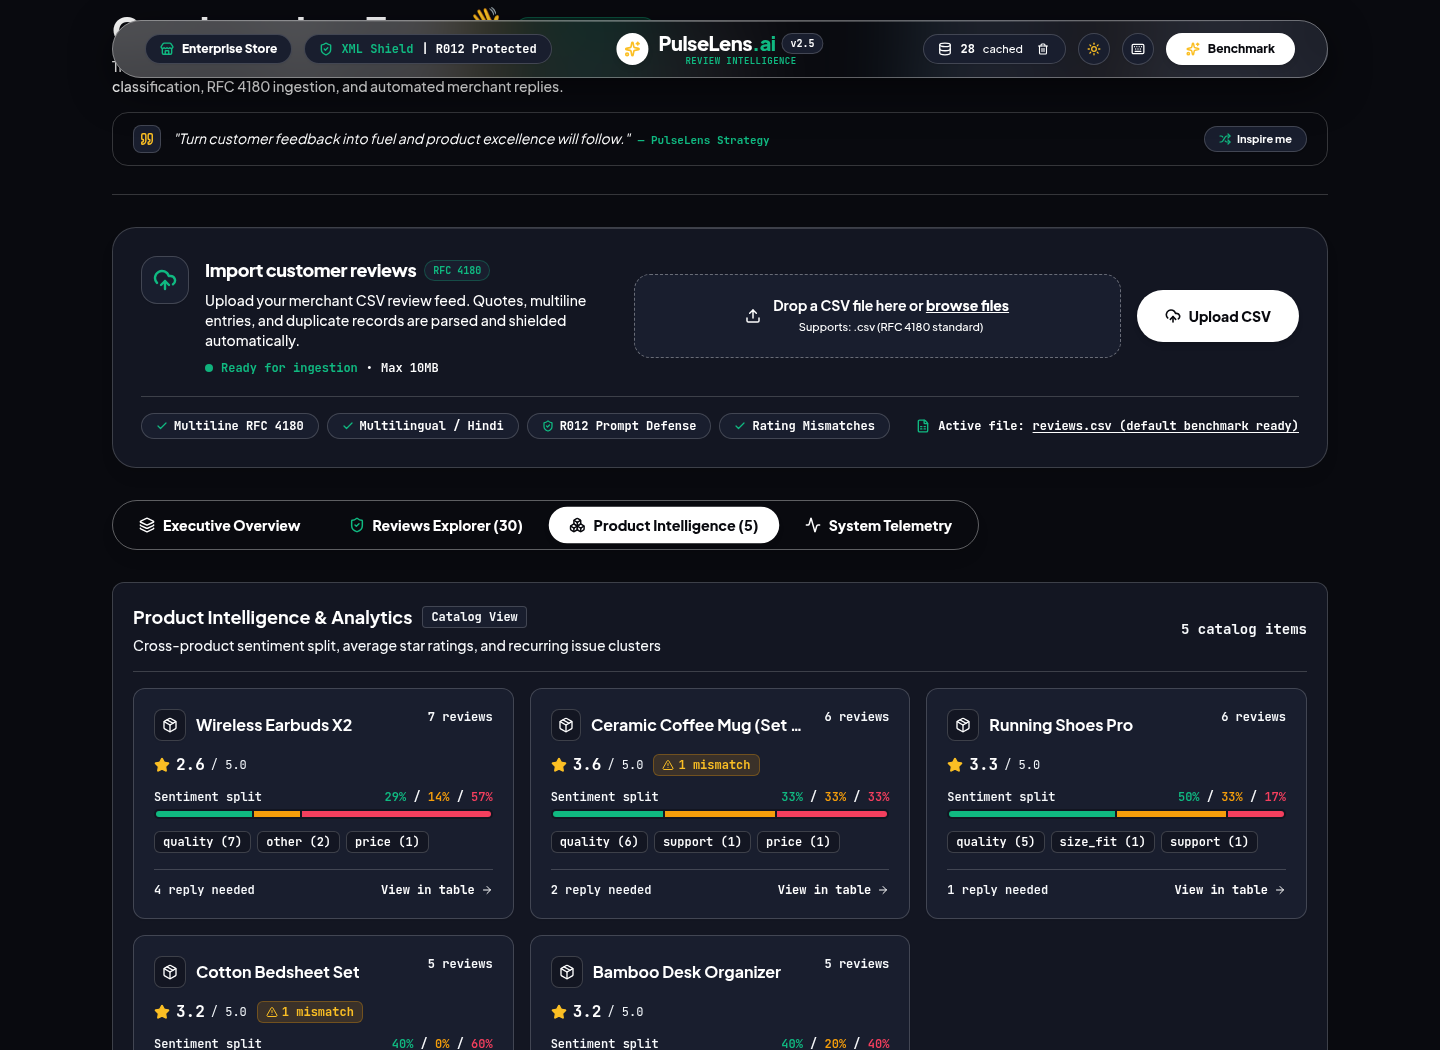 Enterprise Store
XML Shield | R012 Protected
PulseLens.ai v2.5
REVIEW INTELLIGENCE
28 cached
Benchmark
classification, RFC 4180 ingestion, and automated merchant replies.
"Turn customer feedback into fuel and product excellence will follow." — PulseLens Strategy
Inspire me
Import customer reviews RFC 4180
Upload your merchant CSV review feed. Quotes, multiline
entries, and duplicate records are parsed and shielded
automatically.
Ready for ingestion • Max 10MB
Drop a CSV file here or browse files
Supports: .csv (RFC 4180 standard)
Upload CSV
Multiline RFC 4180
Multilingual / Hindi
R012 Prompt Defense
Rating Mismatches
Active file: reviews.csv (default benchmark ready)
Executive Overview
Reviews Explorer (30)
Product Intelligence (5)
System Telemetry
Product Intelligence & Analytics Catalog View
Cross-product sentiment split, average star ratings, and recurring issue clusters
5 catalog items
Wireless Earbuds X2
7 reviews
2.6 / 5.0
Sentiment split 29% / 14% / 57%
quality (7) other (2) price (1)
4 reply needed View in table →
Ceramic Coffee Mug (Set …
6 reviews
3.6 / 5.0 1 mismatch
Sentiment split 33% / 33% / 33%
quality (6) support (1) price (1)
2 reply needed View in table →
Running Shoes Pro
6 reviews
3.3 / 5.0
Sentiment split 50% / 33% / 17%
quality (5) size_fit (1) support (1)
1 reply needed View in table →
Cotton Bedsheet Set
5 reviews
3.2 / 5.0 1 mismatch
Sentiment split 40% / 0% / 60%
Bamboo Desk Organizer
5 reviews
3.2 / 5.0
Sentiment split 40% / 20% / 40%